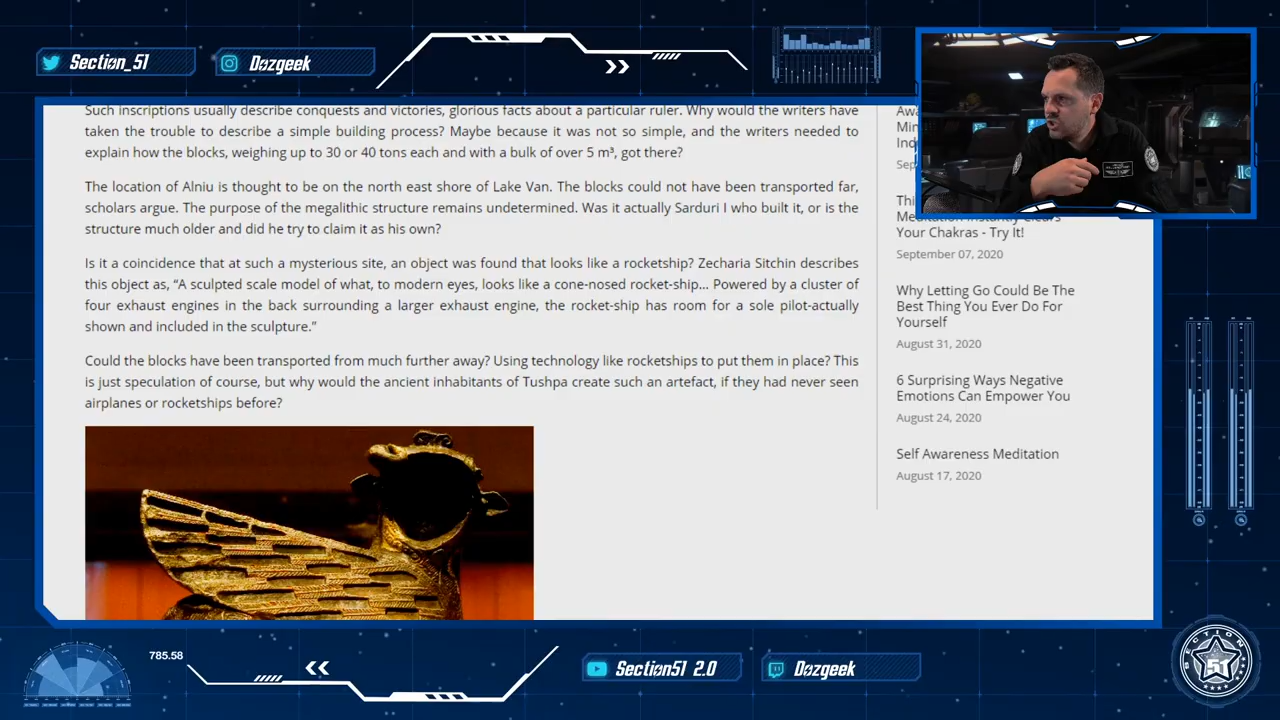 Section_51
Dozgeek
Such inscriptions usually describe conquests and victories, glorious facts about a particular ruler. Why would the writers have
taken the trouble to describe a simple building process? Maybe because it was not so simple, and the writers needed to
explain how the blocks, weighing up to 30 or 40 tons each and with a bulk of over 5 m³, got there?
The location of Alniu is thought to be on the north east shore of Lake Van. The blocks could not have been transported far,
scholars argue. The purpose of the megalithic structure remains undetermined. Was it actually Sarduri I who built it, or is the
structure much older and did he try to claim it as his own?
Is it a coincidence that at such a mysterious site, an object was found that looks like a rocketship? Zecharia Sitchin describes
this object as, “A sculpted scale model of what, to modern eyes, looks like a cone-nosed rocket-ship… Powered by a cluster of
four exhaust engines in the back surrounding a larger exhaust engine, the rocket-ship has room for a sole pilot-actually
shown and included in the sculpture.”
Could the blocks have been transported from much further away? Using technology like rocketships to put them in place? This
is just speculation of course, but why would the ancient inhabitants of Tushpa create such an artefact, if they had never seen
airplanes or rocketships before?
Meditation Instantly Clears
Your Chakras - Try It!
September 07, 2020
Why Letting Go Could Be The
Best Thing You Ever Do For
Yourself
August 31, 2020
6 Surprising Ways Negative
Emotions Can Empower You
August 24, 2020
Self Awareness Meditation
August 17, 2020
785.58
Section51 2.0
Dozgeek
51